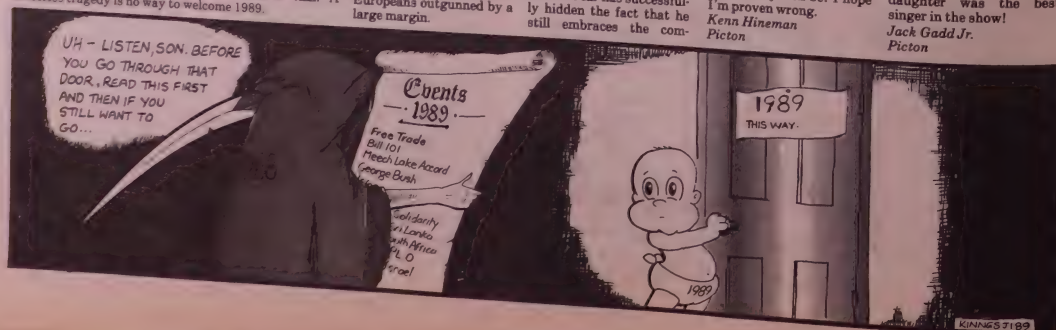 tragedy is no way to welcome 1989.
Europeans outgunned by a
large margin.
ly hidden the fact that he
still embraces the com-
I'm proven wrong.
Kenn Hineman
Picton
daughter was the bes
singer in the show!
Jack Gadd Jr.
Picton
UH - LISTEN, SON. BEFORE
YOU GO THROUGH THAT
DOOR, READ THIS FIRST
AND THEN IF YOU
STILL WANT TO
GO...
Events
1989
Free Trade
Bill 101
Meech Lake Accord
George Bush
Solidarity
ri Lanka
uth Africa
PLO
srael
1989
THIS WAY.
1989
KINNES J189